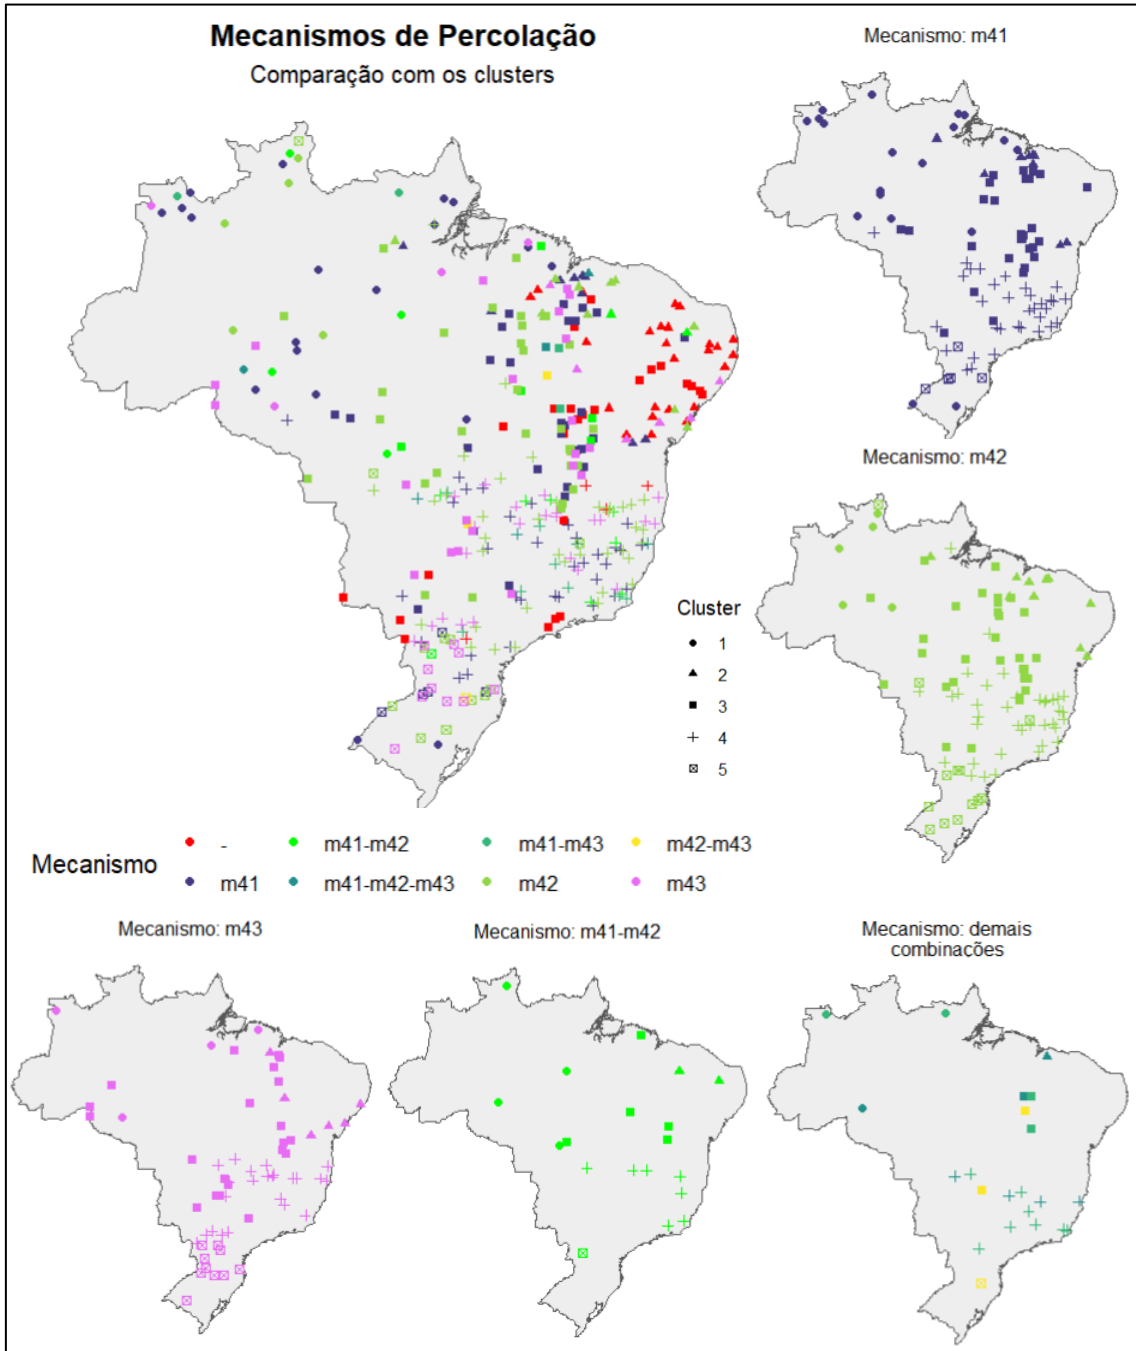 Mecanismos de Percolação
Comparação com os clusters
Mecanismo: m41
Mecanismo: m42
Cluster
1
2
3
4
5
Mecanismo
-
m41-m42
m41-m43
m42-m43
m41
m41-m42-m43
m42
m43
Mecanismo: m43
Mecanismo: m41-m42
Mecanismo: demais
combinações